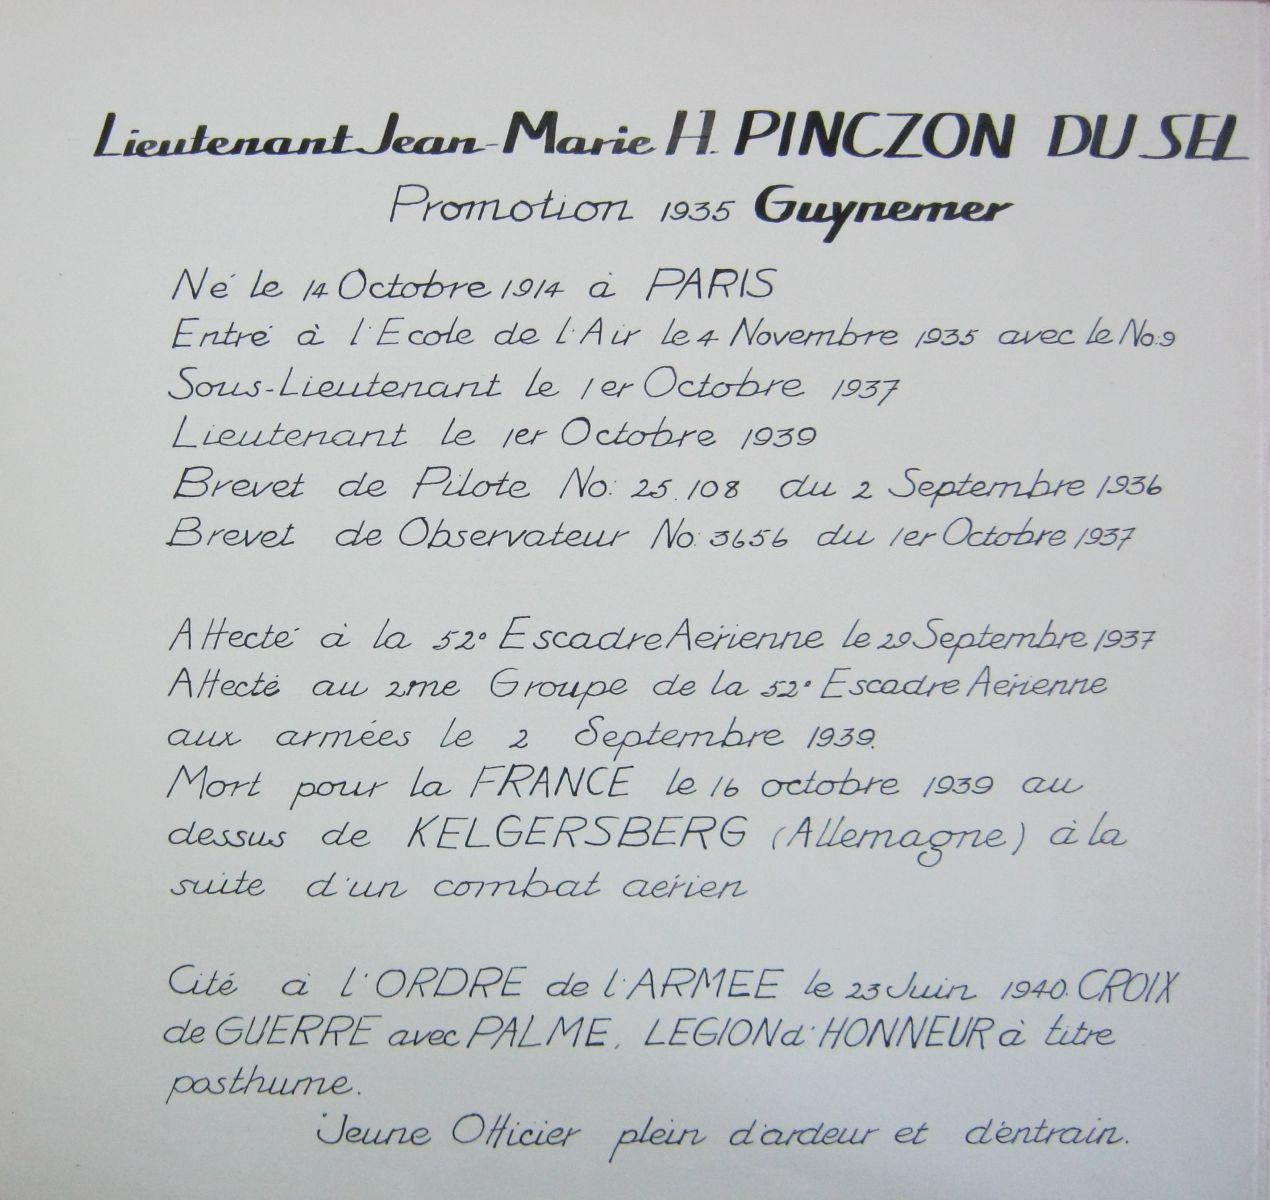 Lieutenant Jean-Marie H. PINCZON DU SEL
Promotion 1935 Guynemer
Né le 14 Octobre 1914 à PARIS
Entré à l'Ecole de l'Air le 4 Novembre 1935 avec le No:9
Sous-Lieutenant le 1er Octobre 1937
Lieutenant le 1er Octobre 1939
Brevet de Pilote No: 25.108 du 2 Septembre 1936
Brevet de Observateur No: 3656 du 1er Octobre 1937
Affecté à la 52° Escadre Aérienne le 29 Septembre 1937
Affecté au 2me Groupe de la 52° Escadre Aérienne
aux armées le 2 Septembre 1939.
Mort pour la FRANCE le 16 octobre 1939 au
dessus de KELGERSBERG (Allemagne) à la
suite d'un combat aérien
Cité à l'ORDRE de l'ARMEE le 23 Juin 1940. CROIX
de GUERRE avec PALME. LEGION d'HONNEUR à titre
posthume.
Jeune Officier plein d'ardeur et d'entrain.